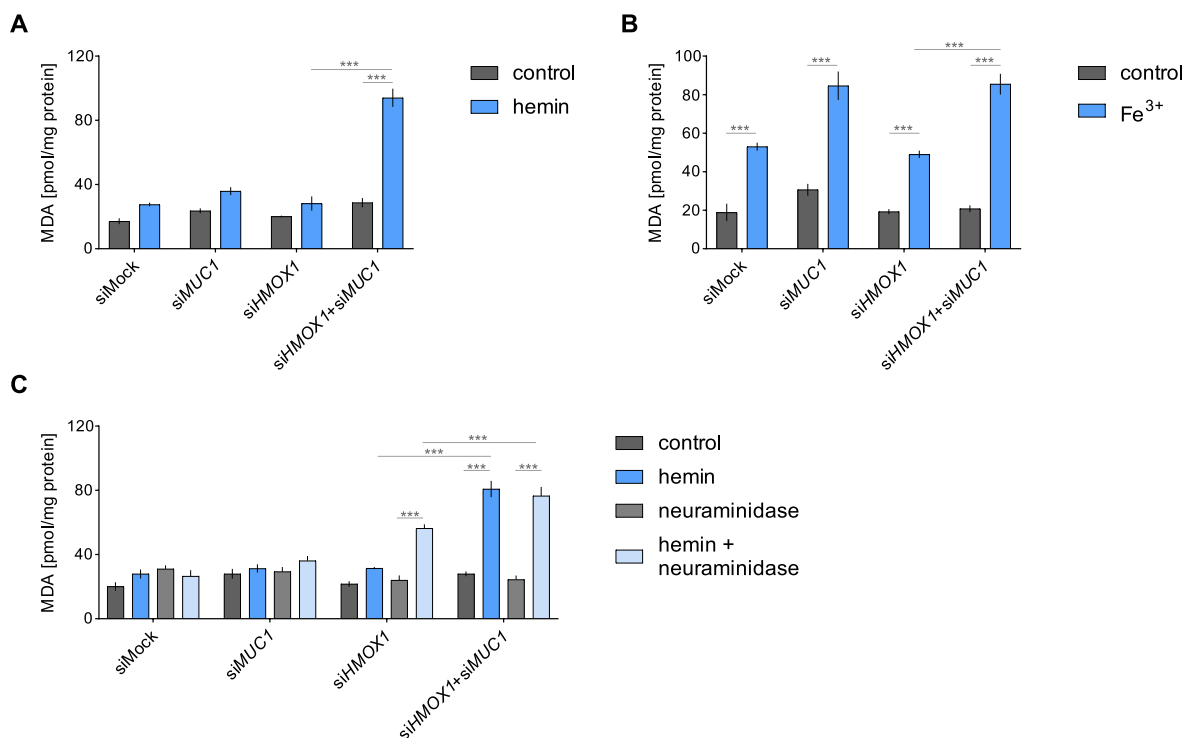 A
MDA [pmol/mg protein]
120
80
40
0
***
***
siMock
siMUC1
siHMOX1
siHMOX1+siMUC1
control
hemin
B
MDA [pmol/mg protein]
100
80
60
40
20
0
***
***
***
***
***
siMock
siMUC1
siHMOX1
siHMOX1+siMUC1
control
Fe³⁺
C
MDA [pmol/mg protein]
120
80
40
0
***
***
***
***
***
siMock
siMUC1
siHMOX1
siHMOX1+siMUC1
control
hemin
neuraminidase
hemin +
neuraminidase